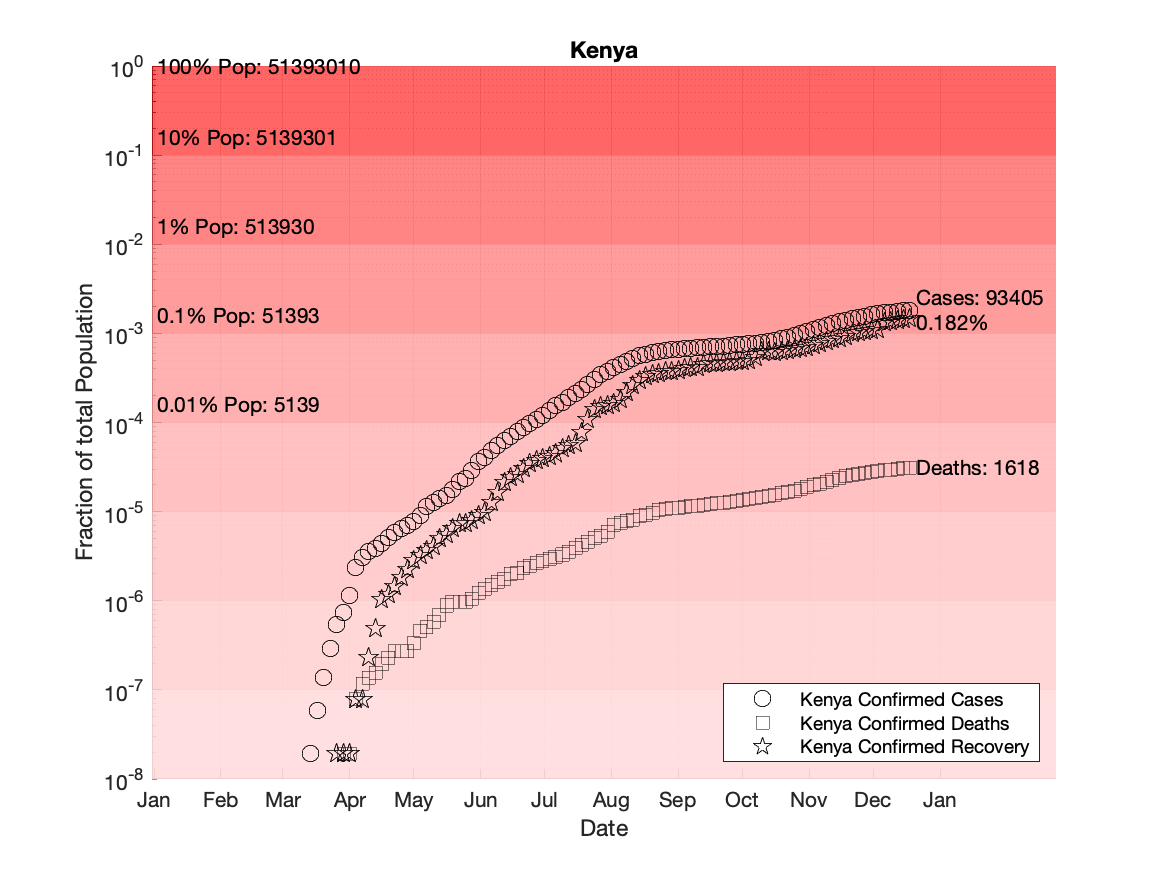 Kenya
10^0
100% Pop: 51393010
10% Pop: 5139301
10^-1
1% Pop: 513930
10^-2
Cases: 93405
0.1% Pop: 51393
0.182%
10^-3
0.01% Pop: 5139
10^-4
Deaths: 1618
10^-5
10^-6
10^-7
10^-8
Fraction of total Population
Kenya Confirmed Cases
Kenya Confirmed Deaths
Kenya Confirmed Recovery
Jan Feb Mar Apr May Jun Jul Aug Sep Oct Nov Dec Jan
Date